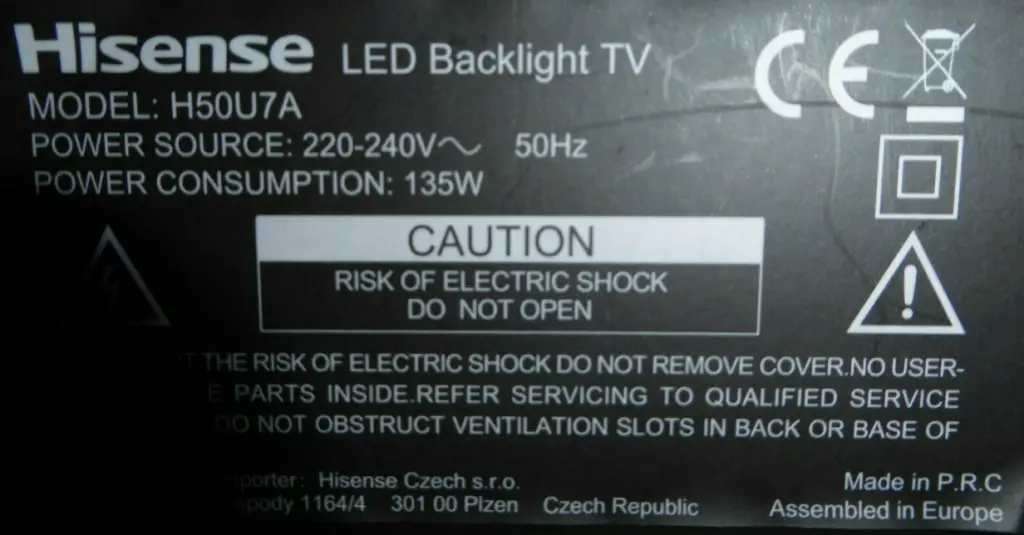 Hisense LED Backlight TV
MODEL: H50U7A
POWER SOURCE: 220-240V～ 50Hz
POWER CONSUMPTION: 135W
CAUTION
RISK OF ELECTRIC SHOCK
DO NOT OPEN
THE RISK OF ELECTRIC SHOCK DO NOT REMOVE COVER.NO USER-
PARTS INSIDE.REFER SERVICING TO QUALIFIED SERVICE
DO NOT OBSTRUCT VENTILATION SLOTS IN BACK OR BASE OF
Hisense Czech s.r.o.
1164/4 301 00 Plzen Czech Republic
Made in P.R.C
Assembled in Europe